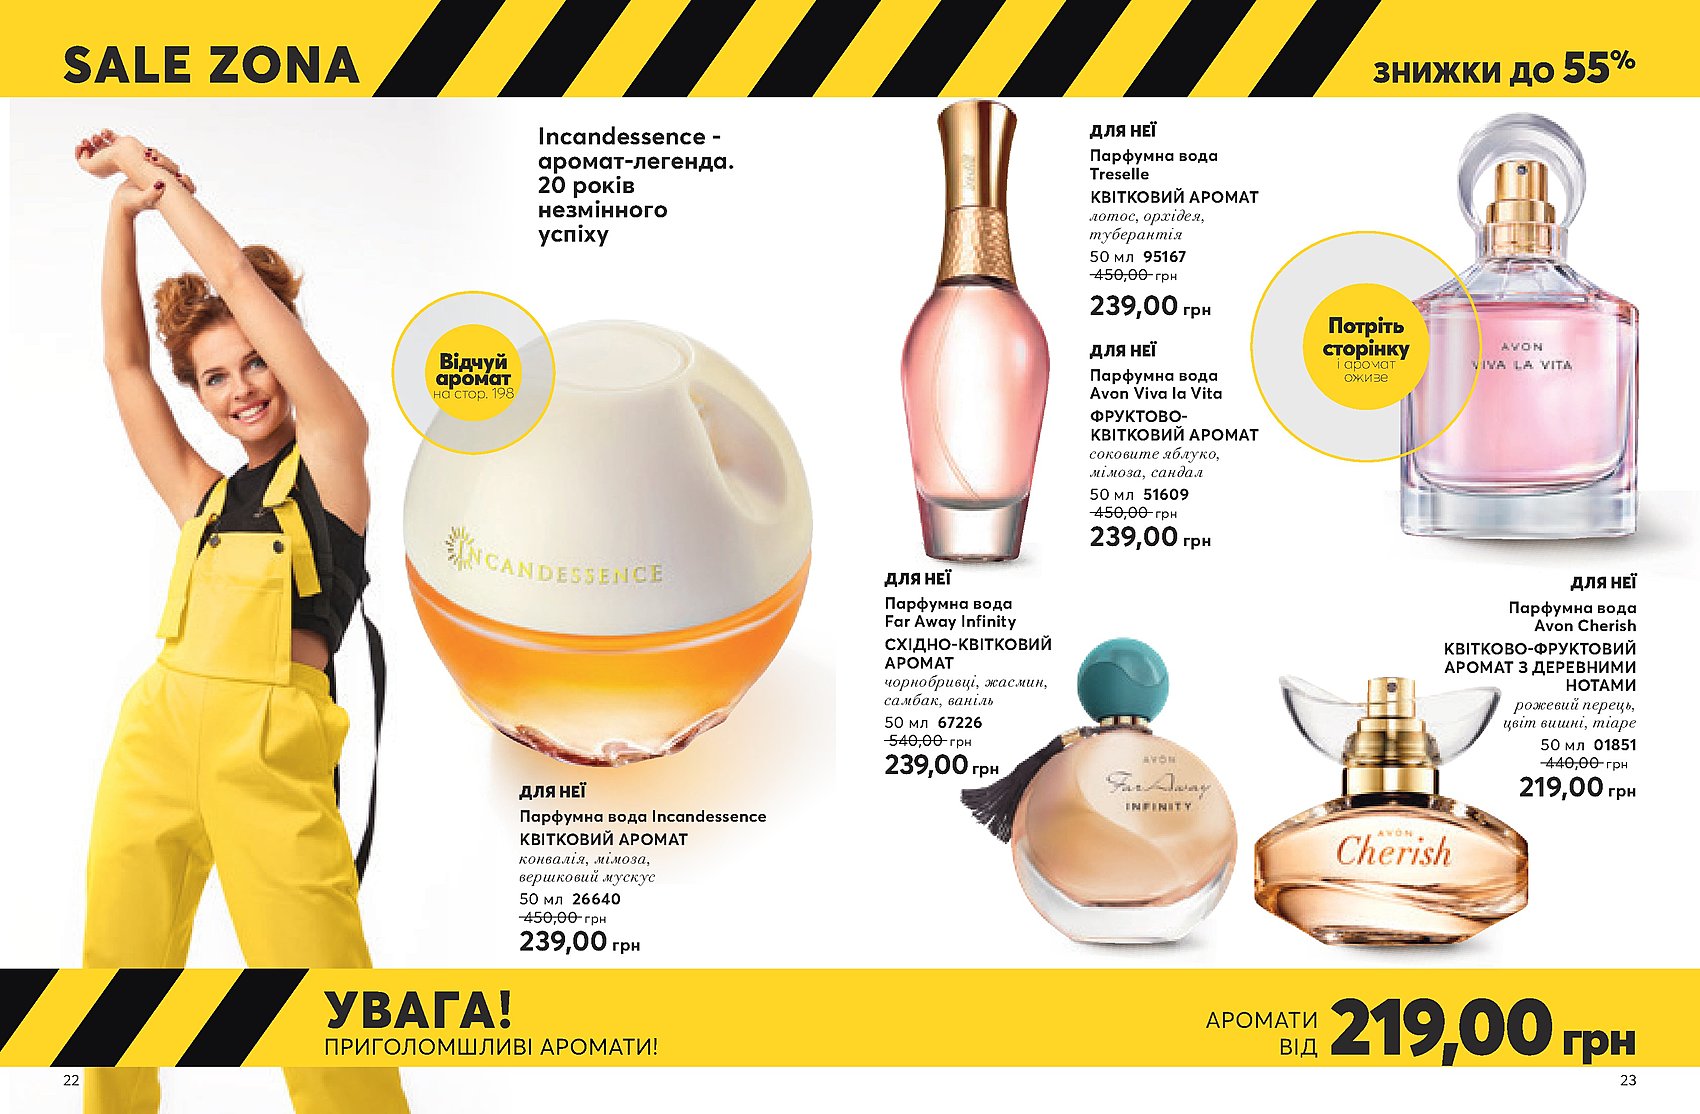 SALE ZONA
ЗНИЖКИ ДО 55%
Incandessence -
аромат-легенда.
20 років
незмінного
успіху
Відчуй
аромат
на стор. 198
INCANDESSENCE
ДЛЯ НЕЇ
Парфумна вода Incandessence
КВІТКОВИЙ АРОМАТ
конвалія, мімоза,
вершковий мускус
50 мл 26640
450,00 грн
239,00 грн
ДЛЯ НЕЇ
Парфумна вода
Treselle
КВІТКОВИЙ АРОМАТ
лотос, орхідея,
туберантія
50 мл 95167
450,00 грн
239,00 грн
ДЛЯ НЕЇ
Парфумна вода
Avon Viva la Vita
ФРУКТОВО-
КВІТКОВИЙ АРОМАТ
соковите яблуко,
мімоза, сандал
50 мл 51609
450,00 грн
239,00 грн
Потріть
сторінку
і аромат
оживе
AVON
VIVA LA VITA
ДЛЯ НЕЇ
Парфумна вода
Far Away Infinity
СХІДНО-КВІТКОВИЙ
АРОМАТ
чорнобривці, жасмин,
самбак, ваніль
50 мл 67226
540,00 грн
239,00 грн
AVON
Far Away
INFINITY
ДЛЯ НЕЇ
Парфумна вода
Avon Cherish
КВІТКОВО-ФРУКТОВИЙ
АРОМАТ З ДЕРЕВНИМИ
НОТАМИ
рожевий перець,
цвіт вишні, тіаре
50 мл 01851
440,00 грн
219,00 грн
AVON
Cherish
УВАГА!
ПРИГОЛОМШЛИВІ АРОМАТИ!
АРОМАТИ
ВІД
219,00 грн
22
23